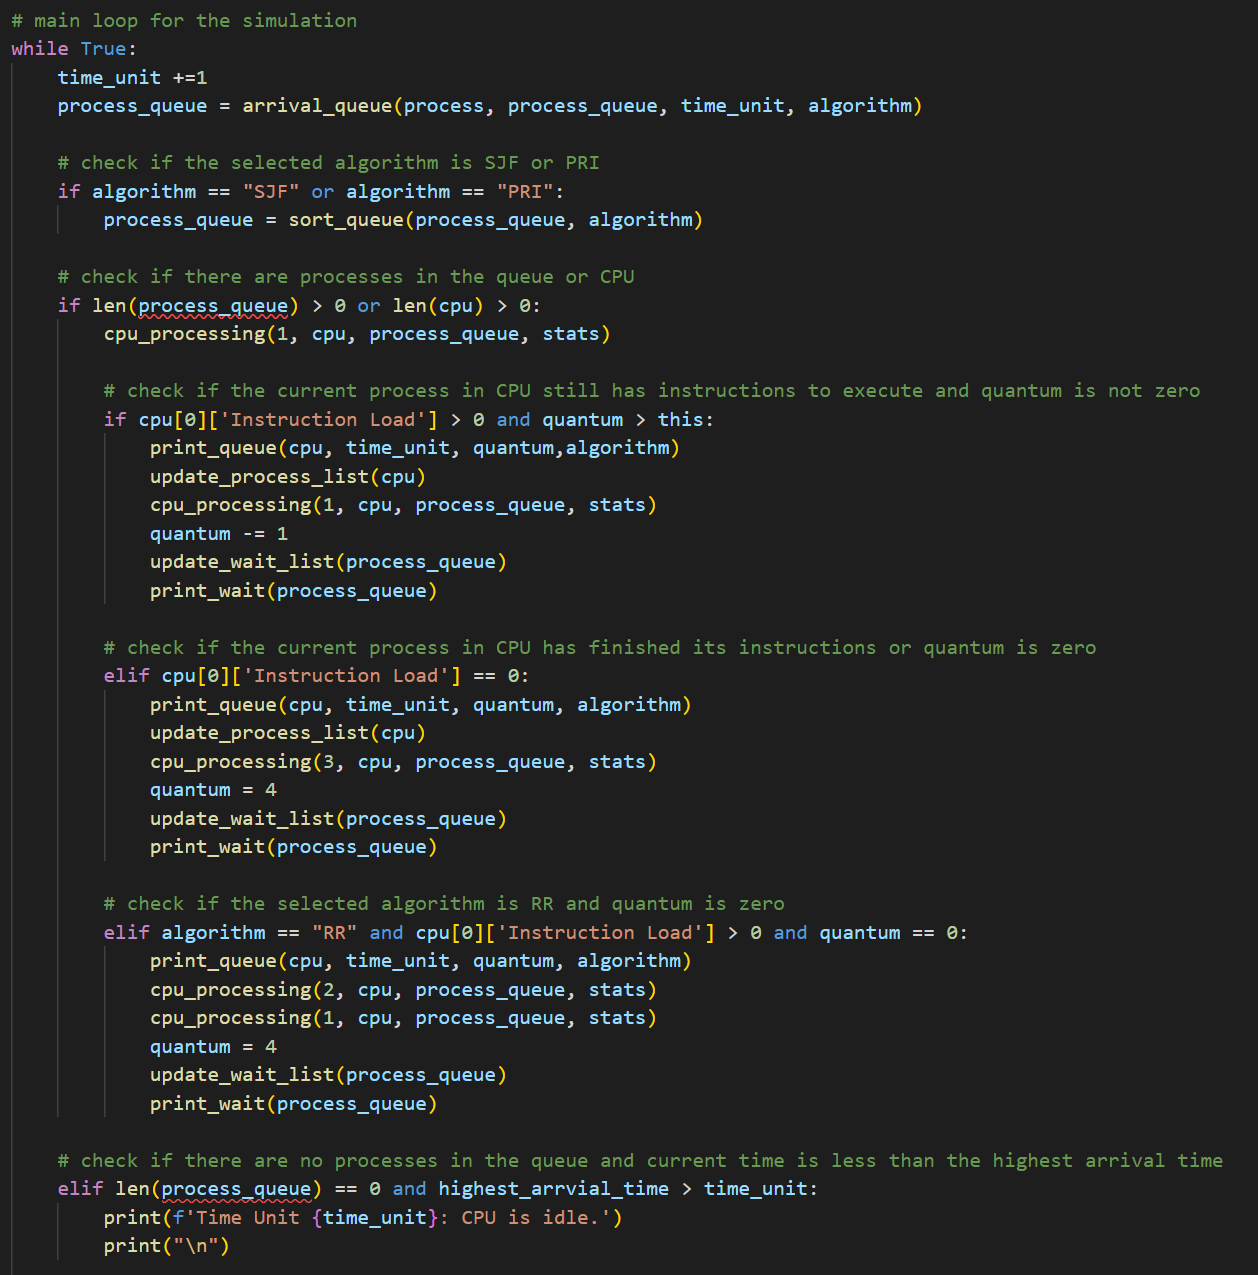 # main loop for the simulation
while True:
    time_unit +=1
    process_queue = arrival_queue(process, process_queue, time_unit, algorithm)

    # check if the selected algorithm is SJF or PRI
    if algorithm == "SJF" or algorithm == "PRI":
        process_queue = sort_queue(process_queue, algorithm)

    # check if there are processes in the queue or CPU
    if len(process_queue) > 0 or len(cpu) > 0:
        cpu_processing(1, cpu, process_queue, stats)

        # check if the current process in CPU still has instructions to execute and quantum is not zero
        if cpu[0]['Instruction Load'] > 0 and quantum > this:
            print_queue(cpu, time_unit, quantum,algorithm)
            update_process_list(cpu)
            cpu_processing(1, cpu, process_queue, stats)
            quantum -= 1
            update_wait_list(process_queue)
            print_wait(process_queue)

        # check if the current process in CPU has finished its instructions or quantum is zero
        elif cpu[0]['Instruction Load'] == 0:
            print_queue(cpu, time_unit, quantum, algorithm)
            update_process_list(cpu)
            cpu_processing(3, cpu, process_queue, stats)
            quantum = 4
            update_wait_list(process_queue)
            print_wait(process_queue)

        # check if the selected algorithm is RR and quantum is zero
        elif algorithm == "RR" and cpu[0]['Instruction Load'] > 0 and quantum == 0:
            print_queue(cpu, time_unit, quantum, algorithm)
            cpu_processing(2, cpu, process_queue, stats)
            cpu_processing(1, cpu, process_queue, stats)
            quantum = 4
            update_wait_list(process_queue)
            print_wait(process_queue)

    # check if there are no processes in the queue and current time is less than the highest arrival time
    elif len(process_queue) == 0 and highest_arrvial_time > time_unit:
        print(f'Time Unit {time_unit}: CPU is idle.')
        print("\n")